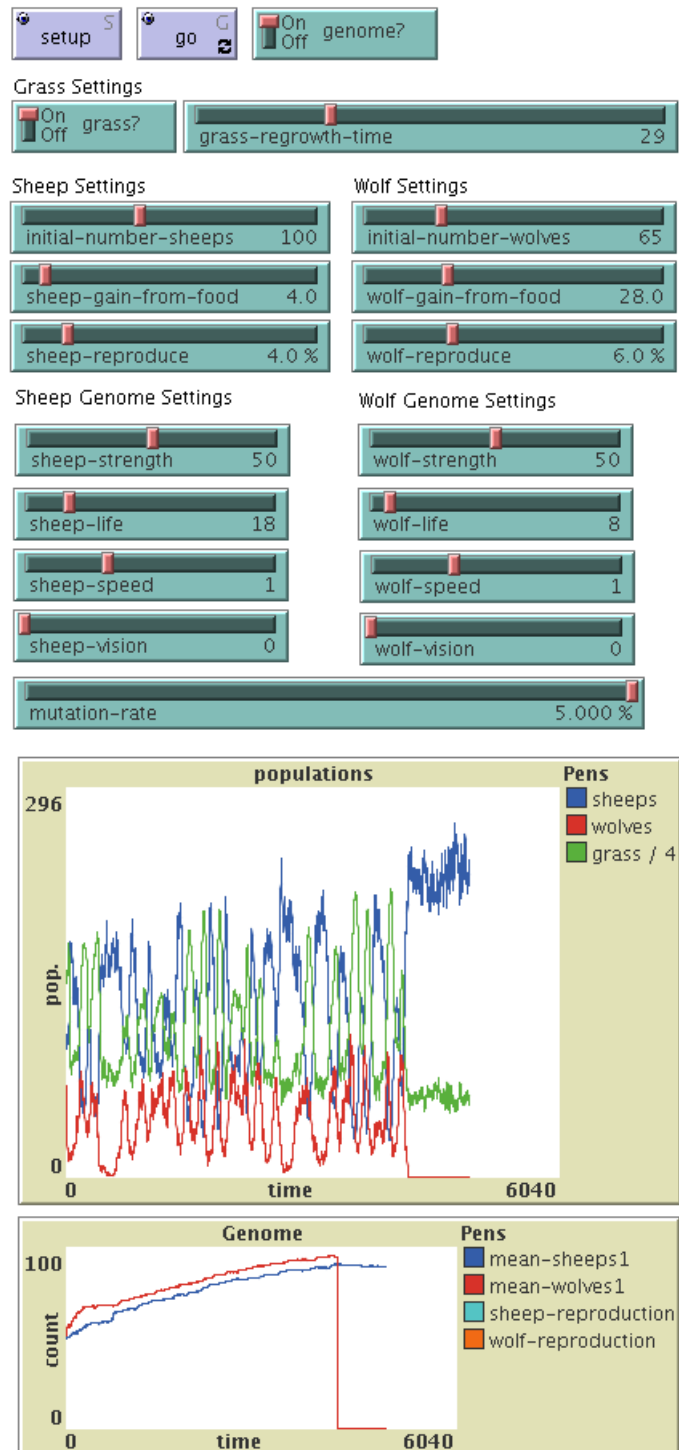 setup S
go G
On
Off genome?
Grass Settings
On
Off grass?
grass-regrowth-time 29
Sheep Settings Wolf Settings
initial-number-sheeps 100 initial-number-wolves 65
sheep-gain-from-food 4.0 wolf-gain-from-food 28.0
sheep-reproduce 4.0 % wolf-reproduce 6.0 %
Sheep Genome Settings Wolf Genome Settings
sheep-strength 50 wolf-strength 50
sheep-life 18 wolf-life 8
sheep-speed 1 wolf-speed 1
sheep-vision 0 wolf-vision 0
mutation-rate 5.000 %
populations Pens
296
sheeps
wolves
grass / 4
pop.
0
0 time 6040
Genome Pens
100
mean-sheeps1
mean-wolves1
sheep-reproduction
wolf-reproduction
count
0
0 time 6040